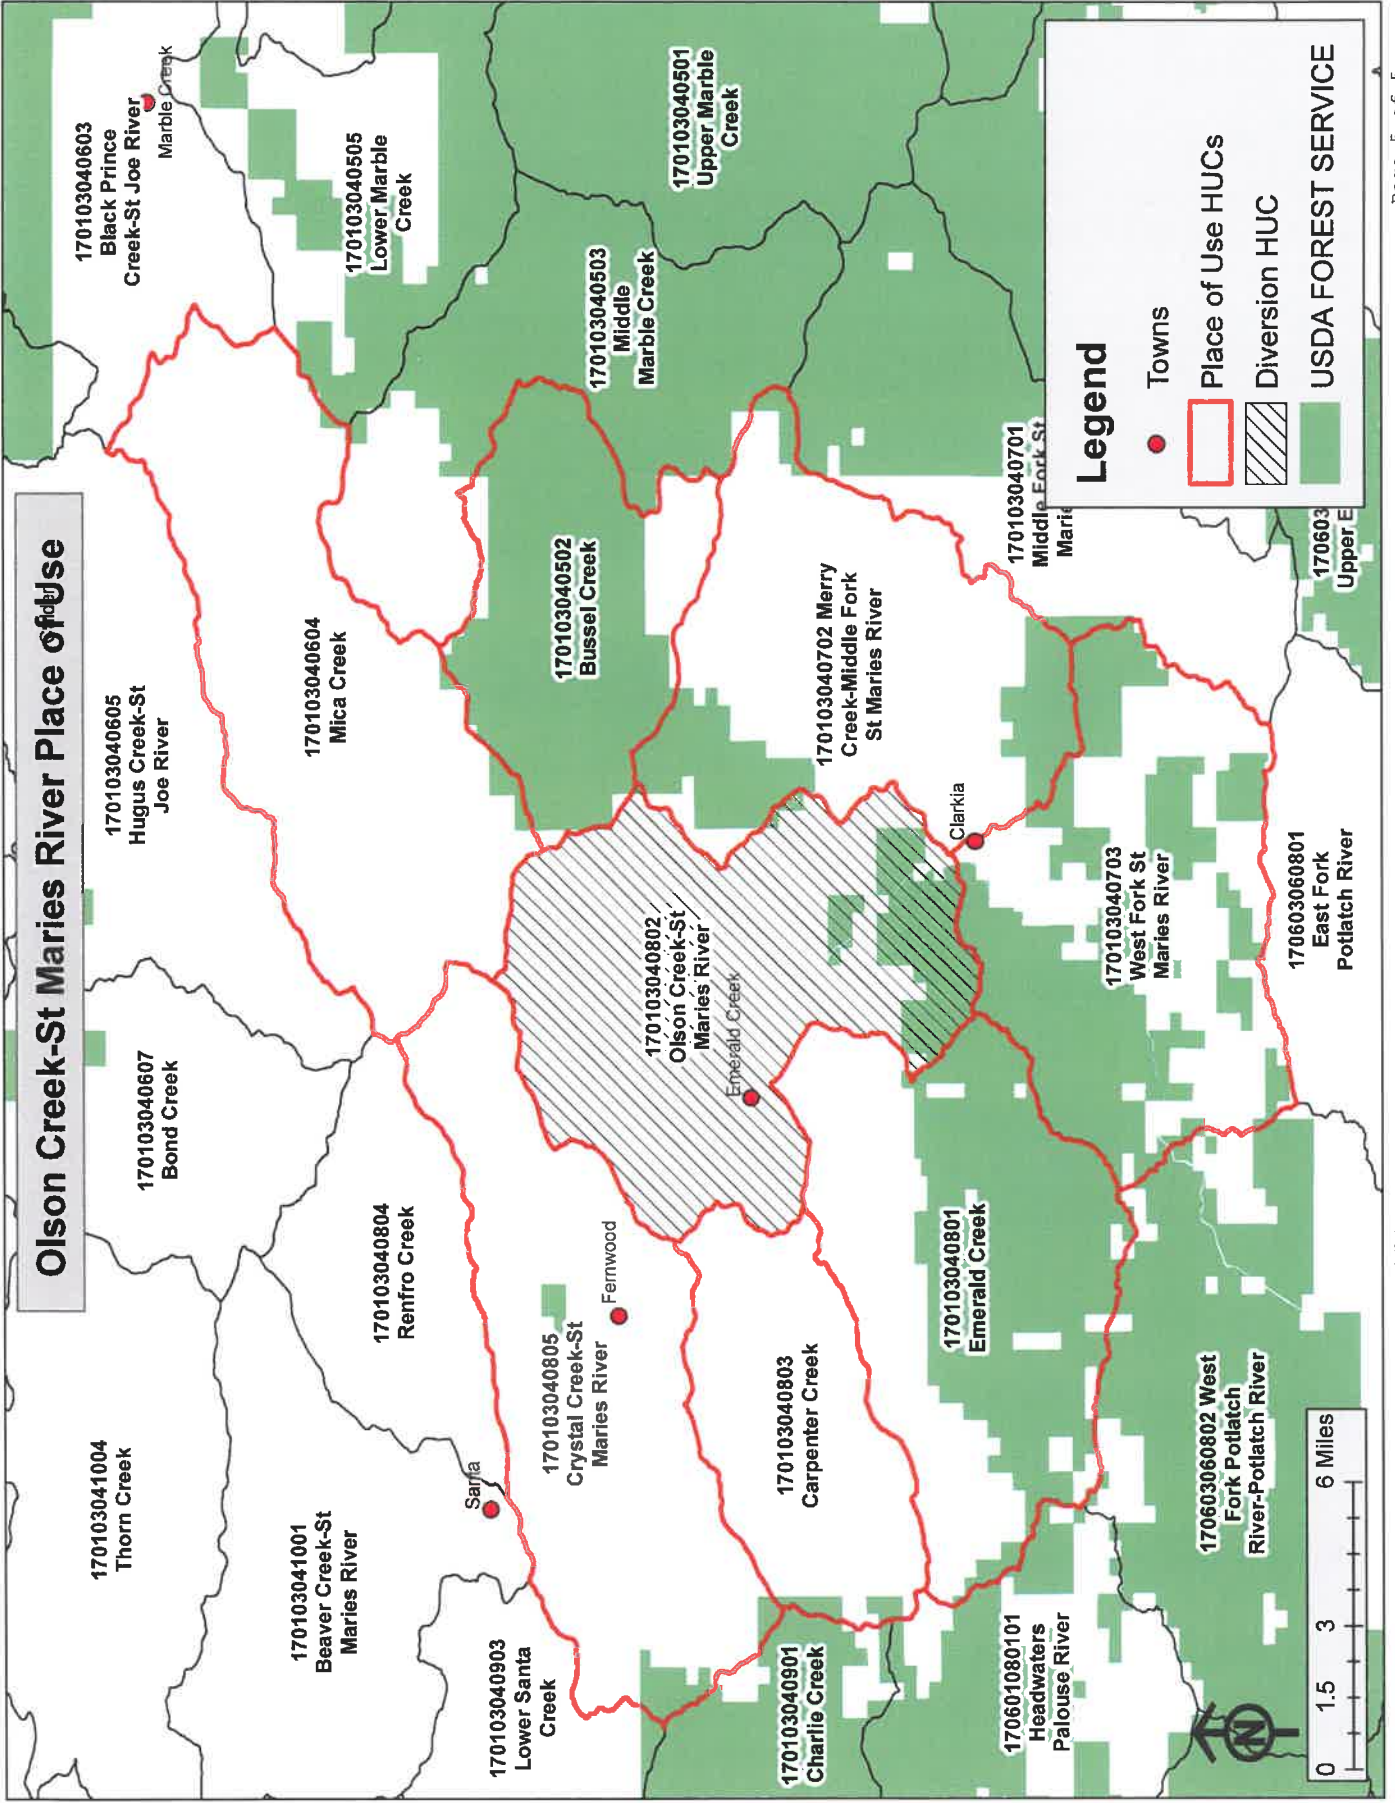 Olson Creek-St Maries River Place of Use
Calder
170103040603
Black Prince
Creek-St Joe River
Marble Creek
170103040605
Hugus Creek-St
Joe River
170103040607
Bond Creek
170103041004
Thorn Creek
170103040505
Lower Marble
Creek
170103040604
Mica Creek
170103040804
Renfro Creek
170103041001
Beaver Creek-St
Maries River
Santa
170103040501
Upper Marble
Creek
170103040503
Middle
Marble Creek
170103040502
Bussel Creek
170103040802
Olson Creek-St
Maries River
Emerald Creek
Fernwood
170103040805
Crystal Creek-St
Maries River
170103040903
Lower Santa
Creek
170103040702 Merry
Creek-Middle Fork
St Maries River
Clarkia
170103040803
Carpenter Creek
170103040901
Charlie Creek
170103040701
Middle Fork St
Marie
170103040703
West Fork St
Maries River
170103040801
Emerald Creek
170601080101
Headwaters
Palouse River
170603
Upper E
170603060801
East Fork
Potlatch River
170603060802 West
Fork Potlatch
River-Potlatch River
Legend
Towns
Place of Use HUCs
Diversion HUC
USDA FOREST SERVICE
N
0 1.5 3 6 Miles